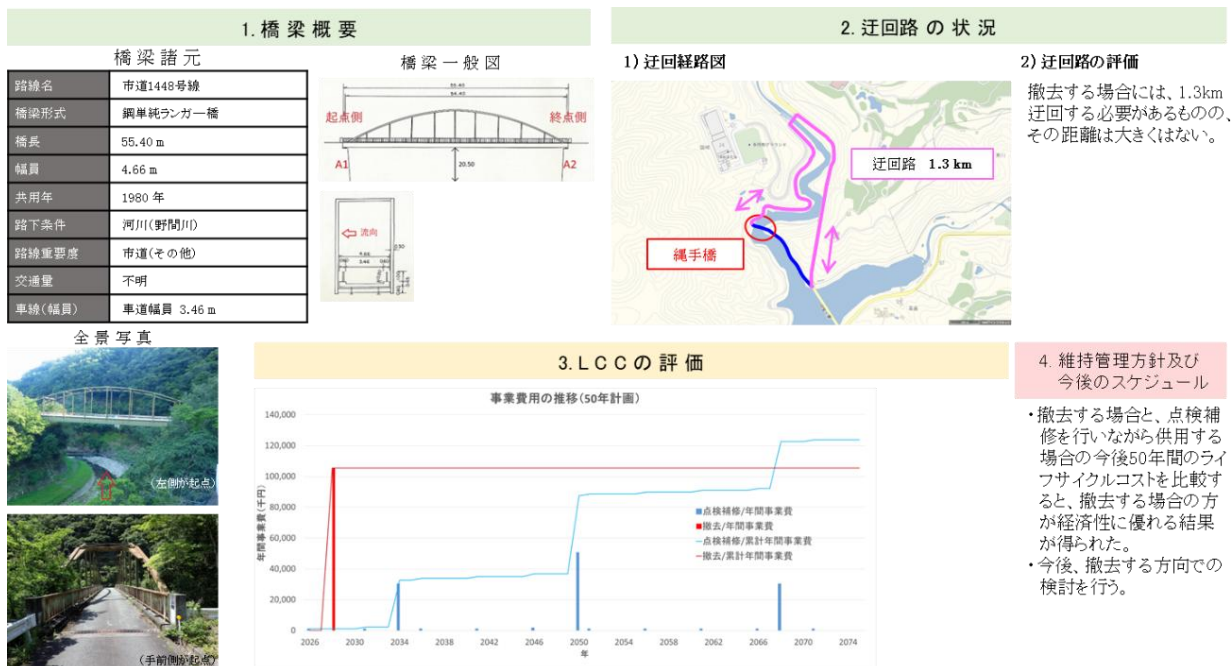 1. 橋 梁 概 要
橋 梁 諸 元
路線名 市道1448号線
橋梁形式 鋼単純ランガー橋
橋長 55.40 m
幅員 4.66 m
共用年 1980 年
路下条件 河川(野間川)
路線重要度 市道(その他)
交通量 不明
車線(幅員) 車道幅員 3.46 m
橋 梁 一 般 図
55.40
54.40
起点側
終点側
A1
A2
20.50
流向
0.50
4.66
3.46
全 景 写 真
(左側が起点)
(手前側が起点)
2. 迂回路 の 状 況
1) 迂回経路図
迂回路 1.3 km
縄手橋
2) 迂回路の評価
撤去する場合には、1.3km
迂回する必要があるものの、
その距離は大きくはない。
3. L C C の 評 価
事業費用の推移(50年計画)
年間事業費(千円)
140,000
120,000
100,000
80,000
60,000
40,000
20,000
0
2026 2030 2034 2038 2042 2046 2050 2054 2058 2062 2066 2070 2074
年
点検補修/年間事業費
撤去/年間事業費
点検補修/累計年間事業費
撤去/累計年間事業費
4. 維持管理方針及び
今後のスケジュール
・撤去する場合と、点検補
修を行いながら供用する
場合の今後50年間のライ
フサイクルコストを比較す
ると、撤去する場合の方
が経済性に優れる結果
が得られた。
・今後、撤去する方向での
検討を行う。